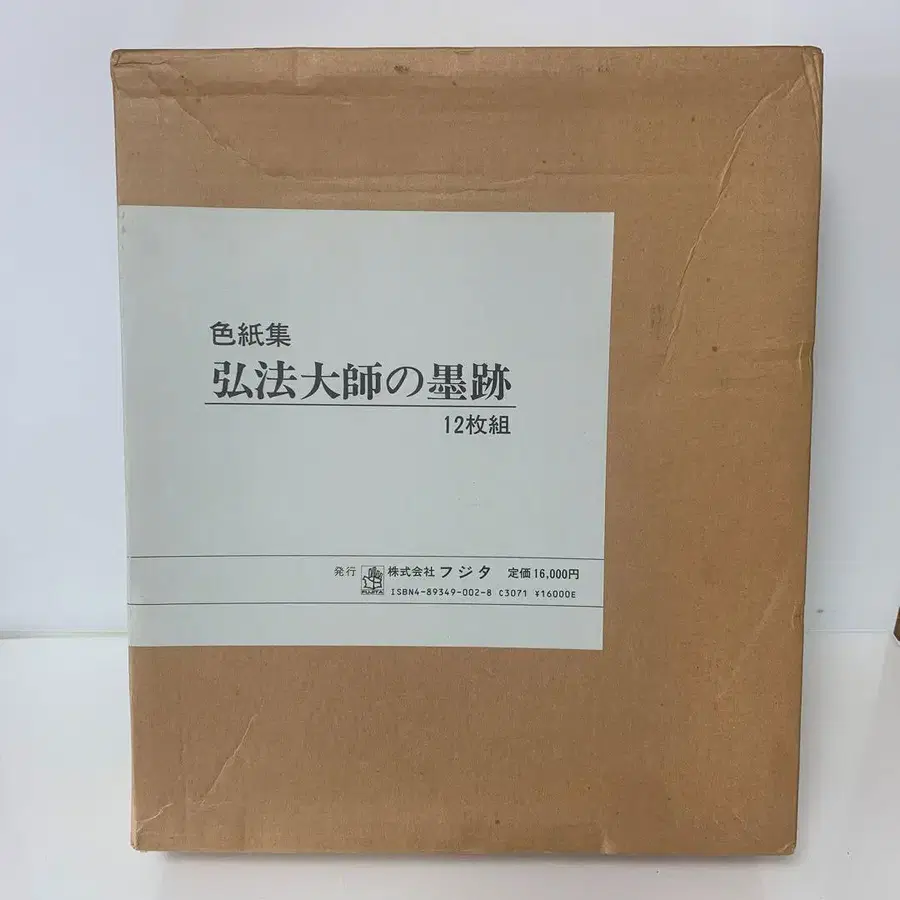 色紙集
弘法大師の墨跡
12枚組
発行 FUJITA 株式会社 フジタ 定価16,000円
ISBN4-89349-002-8 C3071 ¥16000E